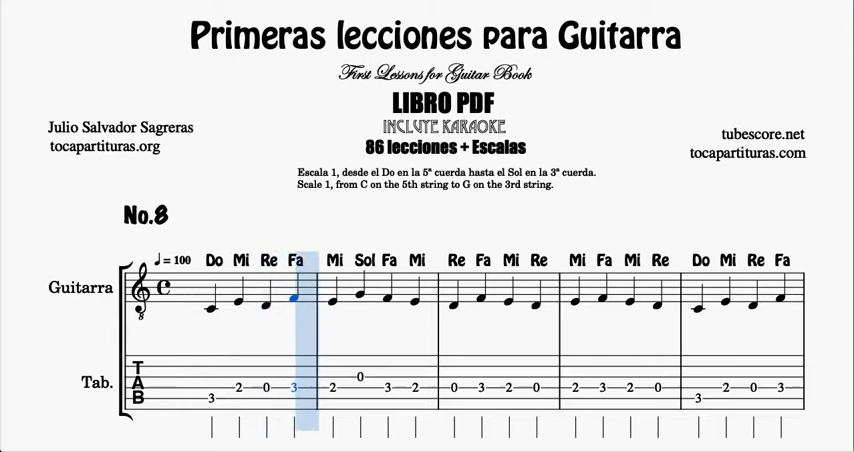 Primeras lecciones para Guitarra
First Lessons for Guitar Book
LIBRO PDF
INCLUYE KARAOKE
86 lecciones + Escalas
Julio Salvador Sagreras
tocapartituras.org
tubescore.net
tocapartituras.com
Escala 1, desde el Do en la 5ª cuerda hasta el Sol en la 3ª cuerda.
Scale 1, from C on the 5th string to G on the 3rd string.
No.8
♩ = 100 Do Mi Re Fa Mi Sol Fa Mi Re Fa Mi Re Mi Fa Mi Re Do Mi Re Fa
Guitarra
8
Tab. TAB 3 2 0 3 2 0 3 2 0 3 2 0 2 3 2 0 3 2 0 3